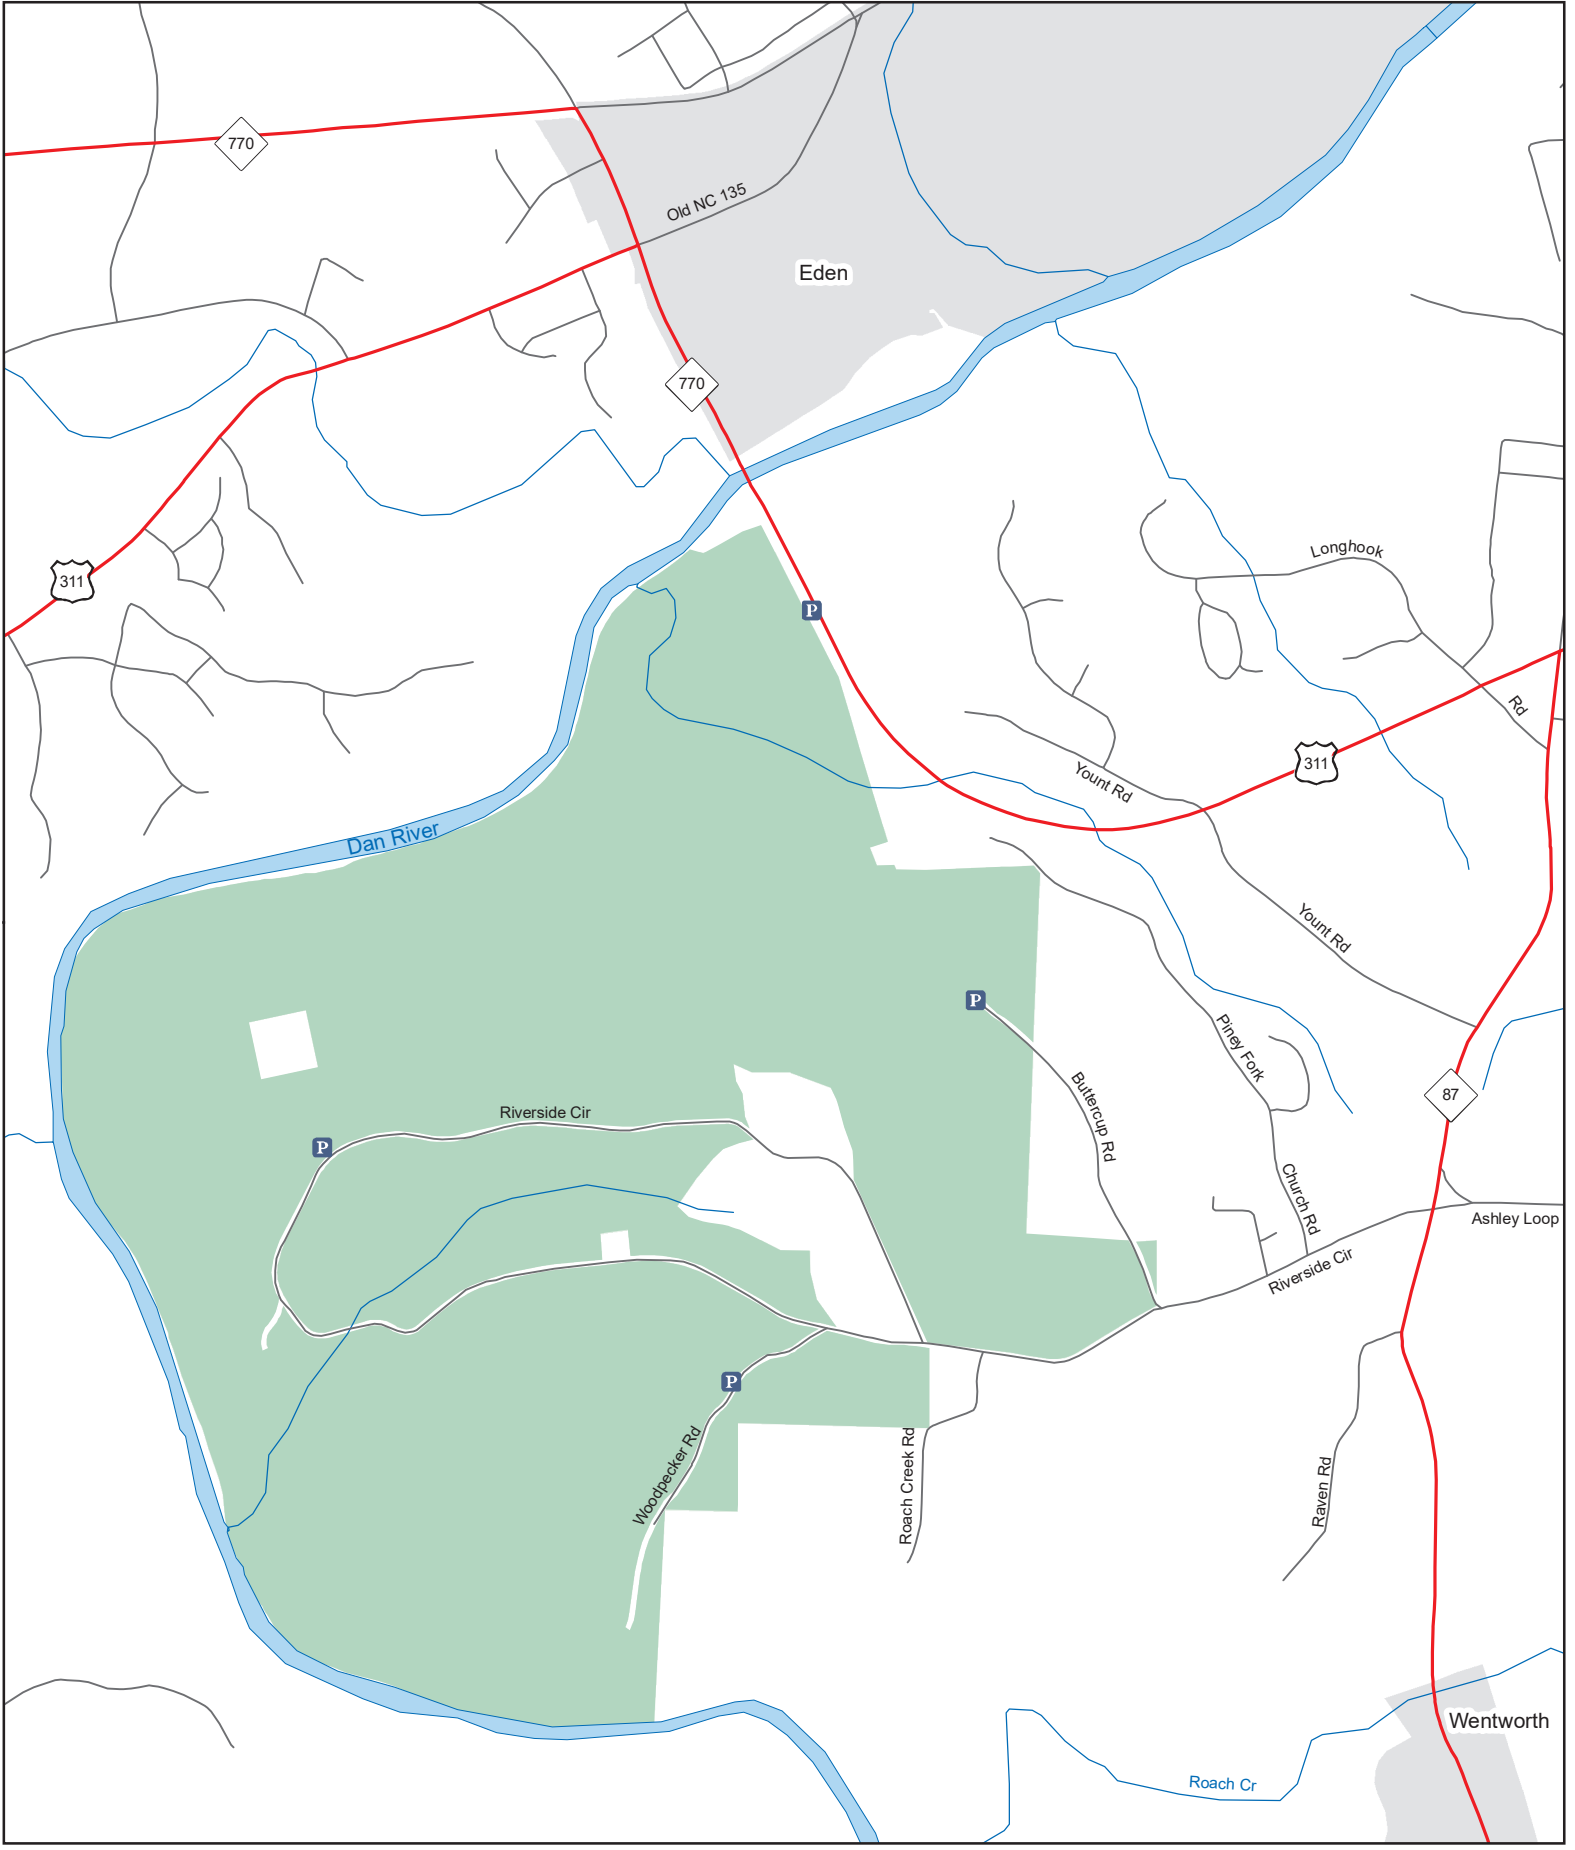 770
Old NC 135
Eden
770
Longhook
311
P
Rd
311
Yount Rd
Dan River
Yount Rd
P
Piney Fork
Buttercup Rd
87
Riverside Cir
P
Church Rd
Ashley Loop
Riverside Cir
P
Woodpecker Rd
Roach Creek Rd
Raven Rd
Wentworth
Roach Cr